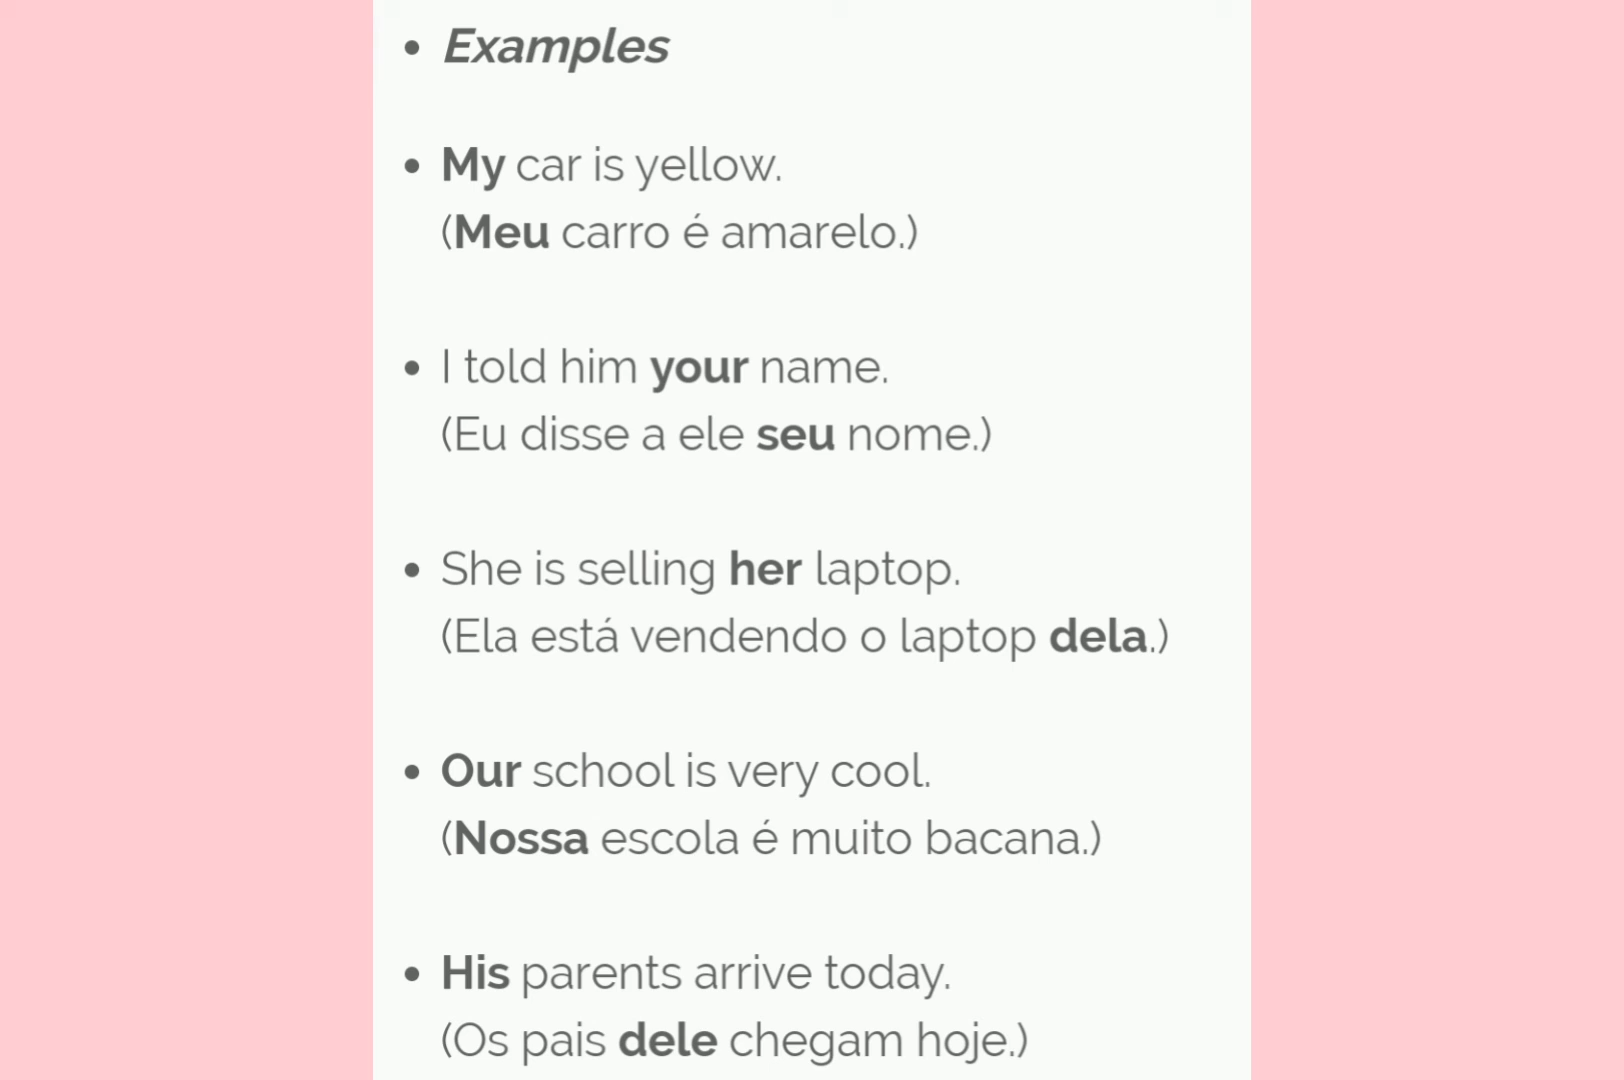 Examples
My car is yellow.
(Meu carro é amarelo.)
I told him your name.
(Eu disse a ele seu nome.)
She is selling her laptop.
(Ela está vendendo o laptop dela.)
Our school is very cool.
(Nossa escola é muito bacana.)
His parents arrive today.
(Os pais dele chegam hoje.)